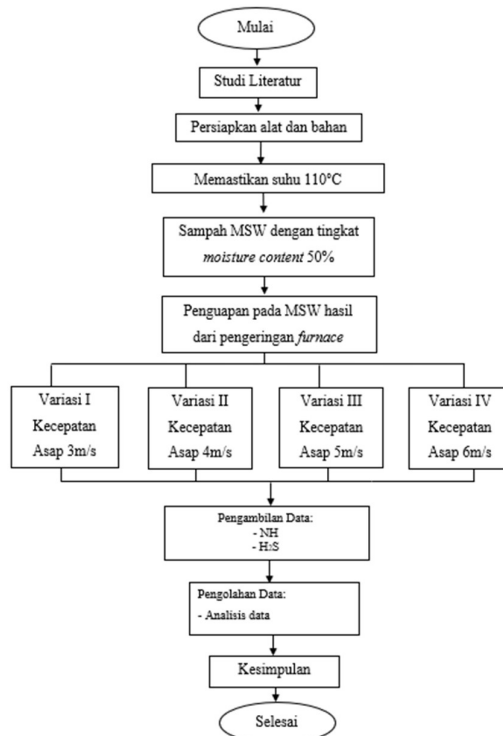 Mulai
Studi Literatur
Persiapkan alat dan bahan
Memastikan suhu 110°C
Sampah MSW dengan tingkat
moisture content 50%
Penguapan pada MSW hasil
dari pengeringan furnace
Variasi I
Kecepatan
Asap 3m/s
Variasi II
Kecepatan
Asap 4m/s
Variasi III
Kecepatan
Asap 5m/s
Variasi IV
Kecepatan
Asap 6m/s
Pengambilan Data:
- NH
- H2S
Pengolahan Data:
- Analisis data
Kesimpulan
Selesai